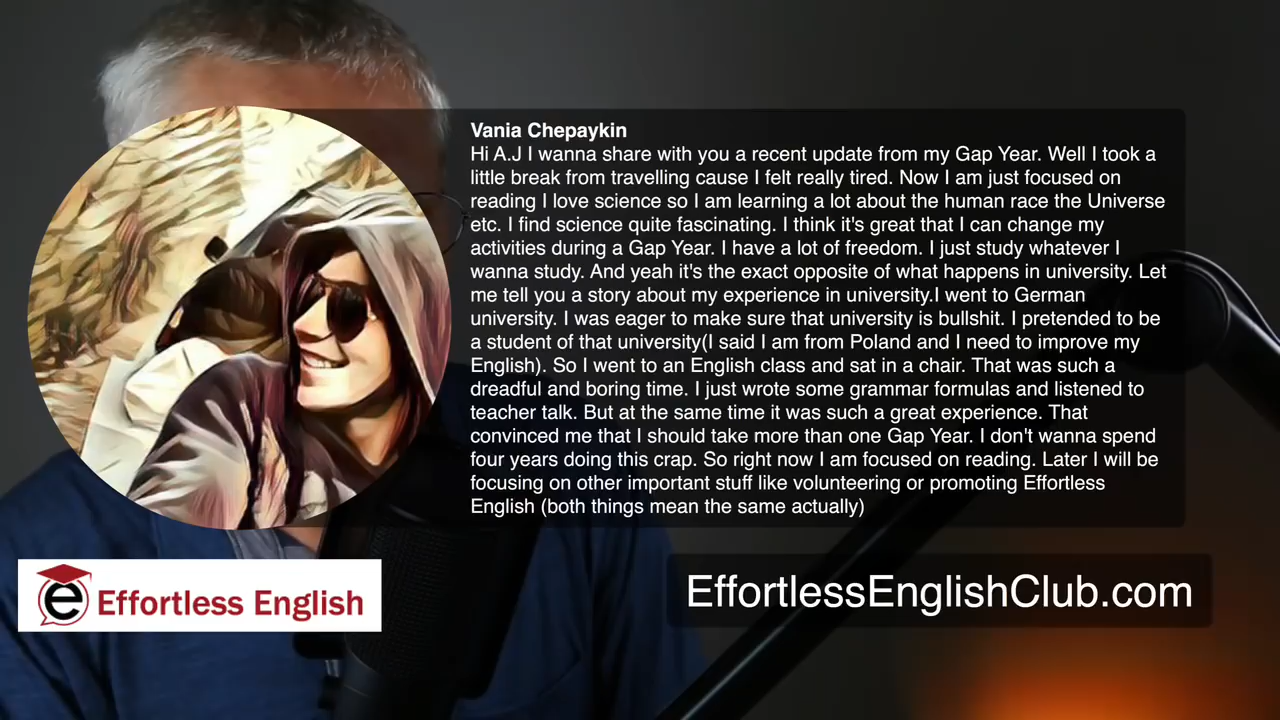 Vania Chepaykin
Hi A.J I wanna share with you a recent update from my Gap Year. Well I took a
little break from travelling cause I felt really tired. Now I am just focused on
reading I love science so I am learning a lot about the human race the Universe
etc. I find science quite fascinating. I think it's great that I can change my
activities during a Gap Year. I have a lot of freedom. I just study whatever I
wanna study. And yeah it's the exact opposite of what happens in university. Let
me tell you a story about my experience in university.I went to German
university. I was eager to make sure that university is bullshit. I pretended to be
a student of that university(I said I am from Poland and I need to improve my
English). So I went to an English class and sat in a chair. That was such a
dreadful and boring time. I just wrote some grammar formulas and listened to
teacher talk. But at the same time it was such a great experience. That
convinced me that I should take more than one Gap Year. I don't wanna spend
four years doing this crap. So right now I am focused on reading. Later I will be
focusing on other important stuff like volunteering or promoting Effortless
English (both things mean the same actually)
e Effortless English
EffortlessEnglishClub.com